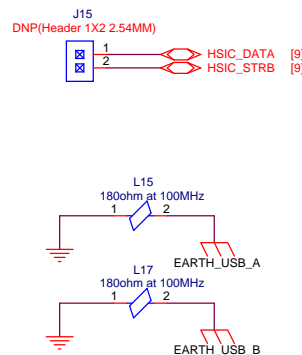 J15
DNP(Header 1X2 2.54MM)
1 HSIC_DATA [9]
2 HSIC_STRB [9]
L15
180ohm at 100MHz
1 2
EARTH_USB_A
L17
180ohm at 100MHz
1 2
EARTH_USB_B